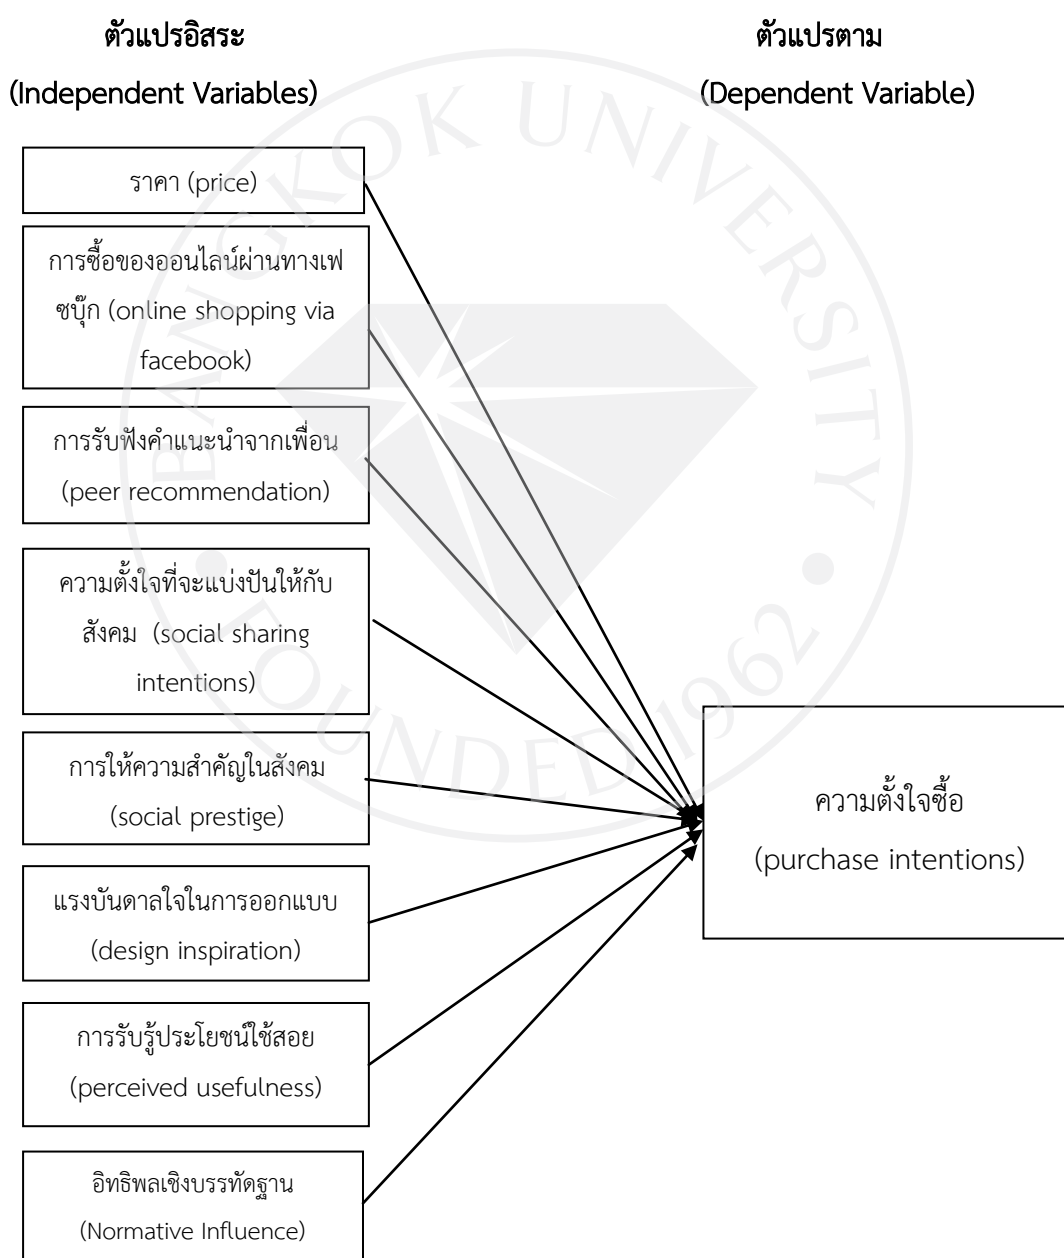 ตัวแปรอิสระ
(Independent Variables)
ตัวแปรตาม
(Dependent Variable)
ราคา (price)
การซื้อของออนไลน์ผ่านทางเฟ
ซบุ๊ก (online shopping via
facebook)
การรับฟังคำแนะนำจากเพื่อน
(peer recommendation)
ความตั้งใจที่จะแบ่งปันให้กับ
สังคม (social sharing
intentions)
การให้ความสำคัญในสังคม
(social prestige)
แรงบันดาลใจในการออกแบบ
(design inspiration)
การรับรู้ประโยชน์ใช้สอย
(perceived usefulness)
อิทธิพลเชิงบรรทัดฐาน
(Normative Influence)
ความตั้งใจซื้อ
(purchase intentions)
BANGKOK UNIVERSITY
FOUNDED 1962